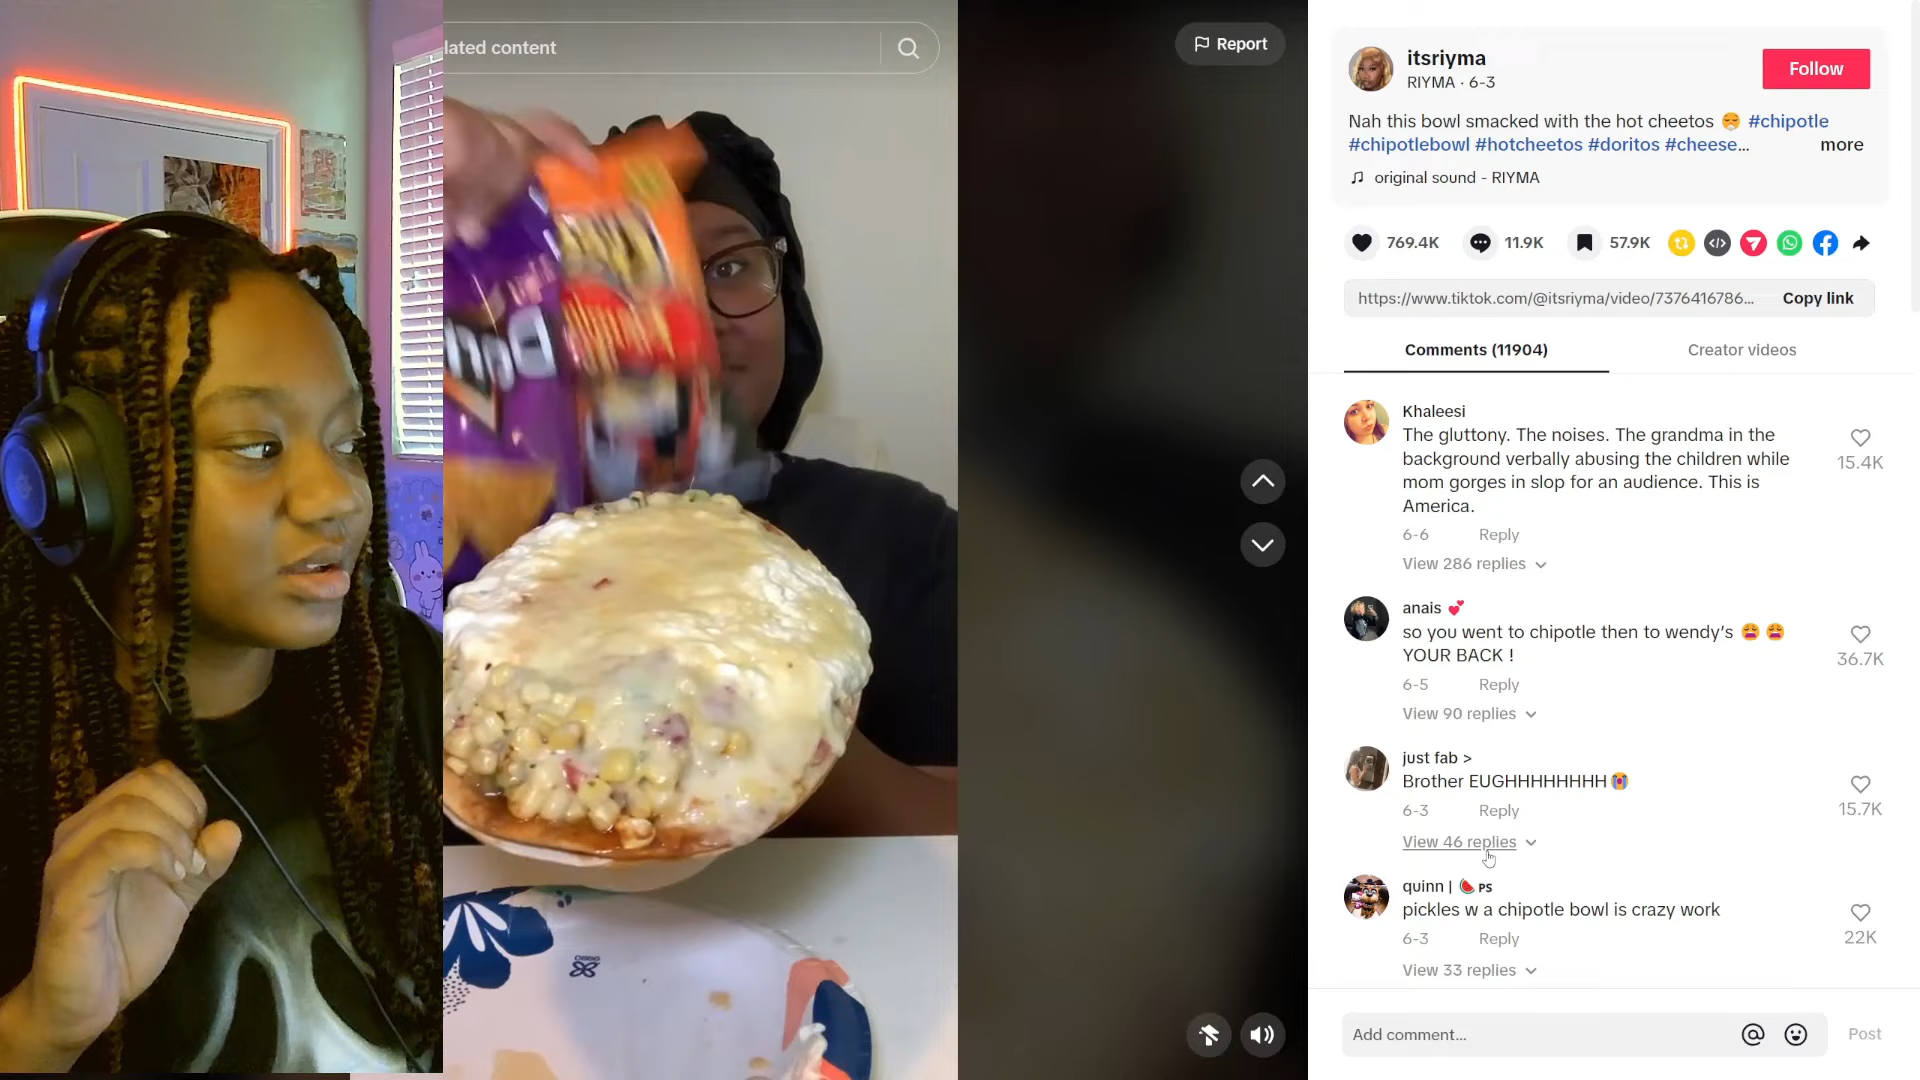 lated content
Report
itsriyma
RIYMA · 6-3
Follow
Nah this bowl smacked with the hot cheetos 😤 #chipotle
#chipotlebowl #hotcheetos #doritos #cheese...
more
original sound - RIYMA
769.4K
11.9K
57.9K
https://www.tiktok.com/@itsriyma/video/7376416786...
Copy link
Comments (11904)
Creator videos
Khaleesi
The gluttony. The noises. The grandma in the
background verbally abusing the children while
mom gorges in slop for an audience. This is
America.
15.4K
6-6
Reply
View 286 replies
anais 💕
so you went to chipotle then to wendy's 😩 😩
YOUR BACK !
36.7K
6-5
Reply
View 90 replies
just fab >
Brother EUGHHHHHHHH😭
15.7K
6-3
Reply
View 46 replies
quinn | 🍉 PS
pickles w a chipotle bowl is crazy work
22K
6-3
Reply
View 33 replies
Add comment...
Post